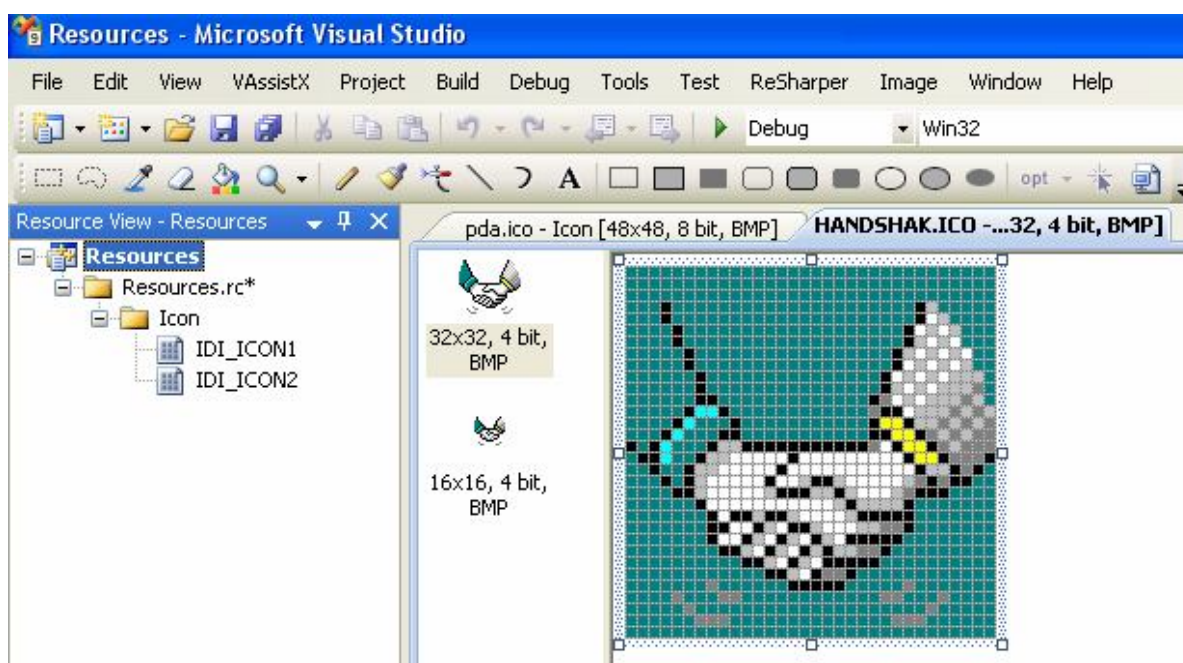 Resources - Microsoft Visual Studio
File Edit View VAssistX Project Build Debug Tools Test ReSharper Image Window Help
Debug Win32
A opt
Resource View - Resources
pda.ico - Icon [48x48, 8 bit, BMP] HANDSHAK.ICO -...32, 4 bit, BMP]
Resources
Resources.rc*
Icon
IDI_ICON1
IDI_ICON2
32x32, 4 bit,
BMP
16x16, 4 bit,
BMP